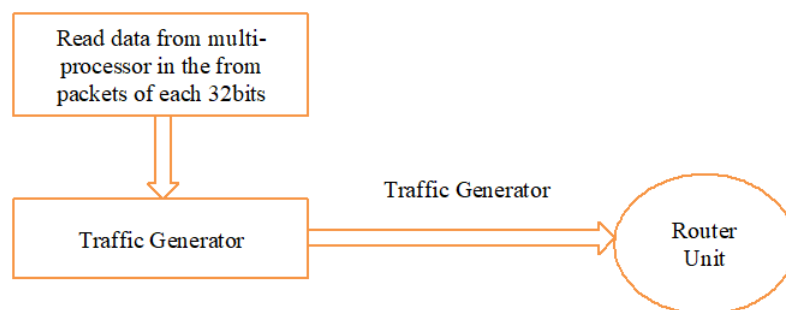 Read data from multi-
processor in the from
packets of each 32bits
Traffic Generator
Traffic Generator
Router
Unit